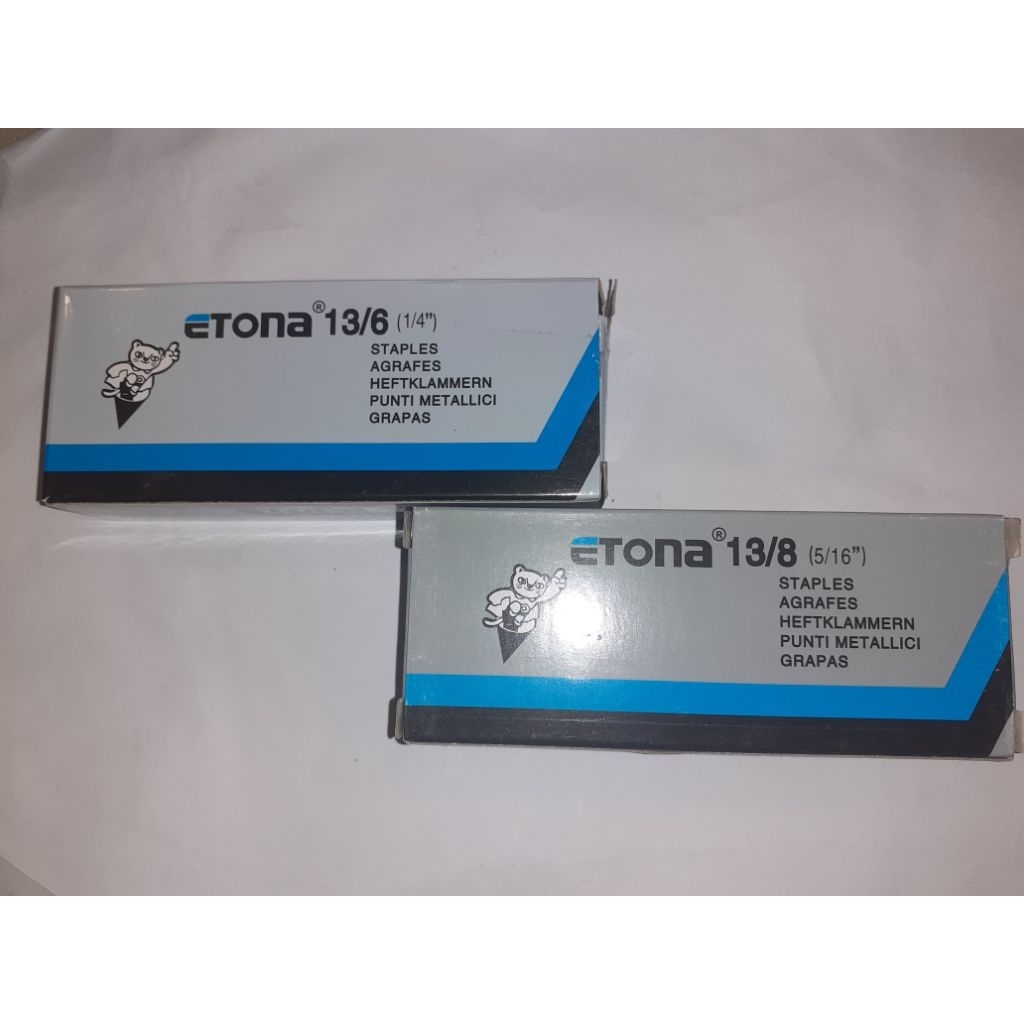 ETONA® 13/6 (1/4")
STAPLES
AGRAFES
HEFTKLAMMERN
PUNTI METALLICI
GRAPAS
ETONA® 13/8 (5/16")
STAPLES
AGRAFES
HEFTKLAMMERN
PUNTI METALLICI
GRAPAS